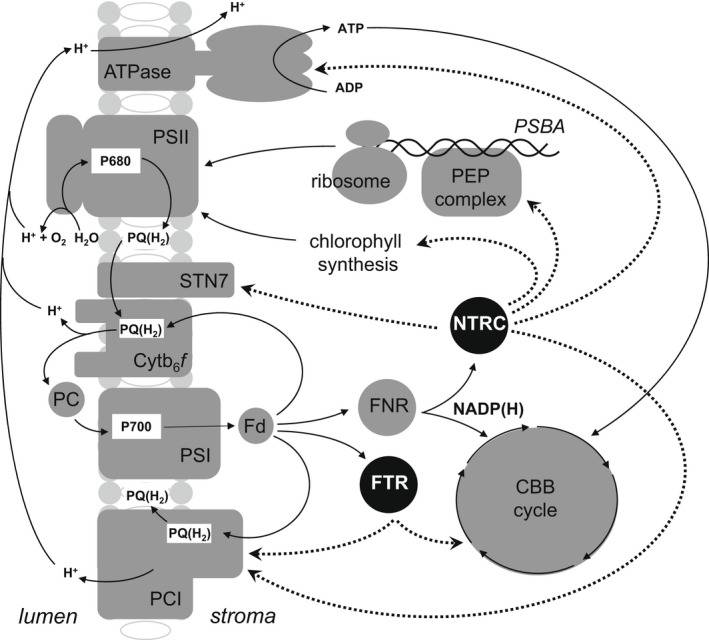 H⁺
H⁺
ATP
ATPase
ADP
PSII
PSBA
P680
ribosome
PEP
complex
H⁺ + O₂
H₂O
PQ(H₂)
chlorophyll
synthesis
STN7
H⁺
NTRC
PQ(H₂)
Cytb₆f
PC
FNR
NADP(H)
P700
Fd
PSI
FTR
CBB
cycle
PQ(H₂)
PQ(H₂)
H⁺
PCI
lumen
stroma